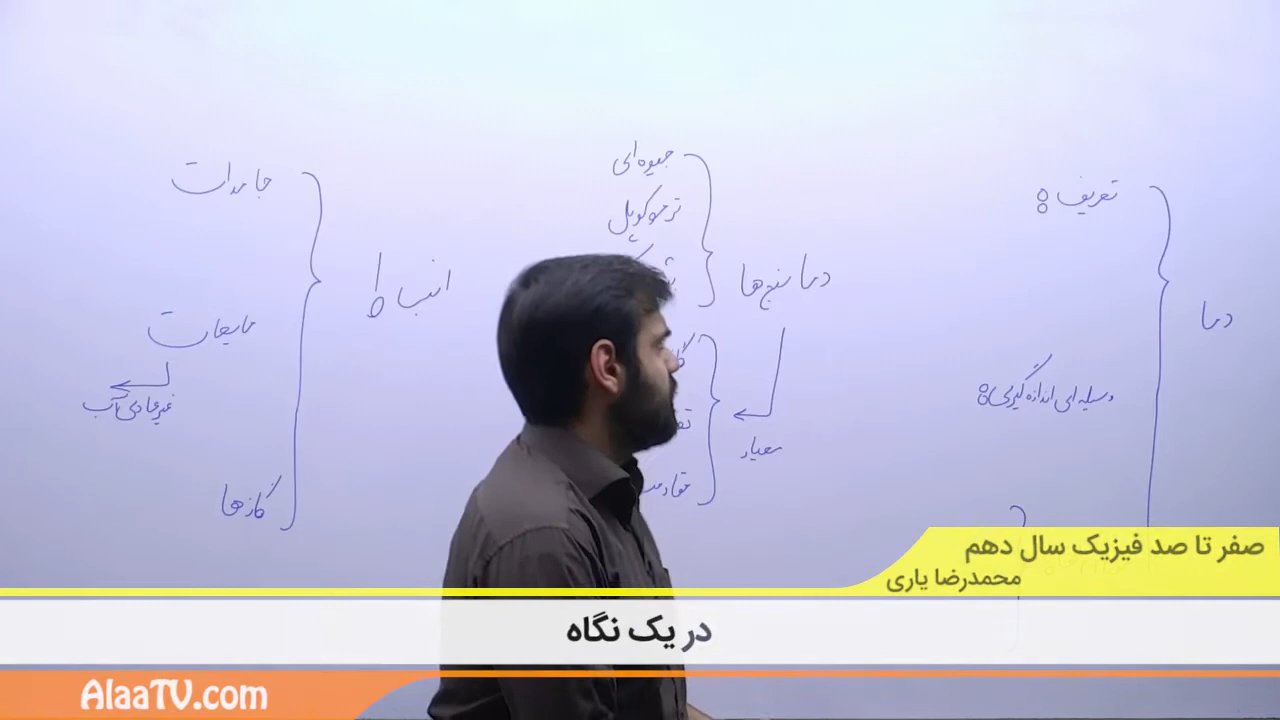 دما
تعریف:
وسیله‌ای اندازه‌گیری:
دماسنج‌ها
جیوه‌ای
ترموکوپل
معیار
انبساط
جامدات
مایعات
غیرعادی آب
گازها
صفر تا صد فیزیک سال دهم
محمدرضا یاری
در یک نگاه
AlaaTV.com